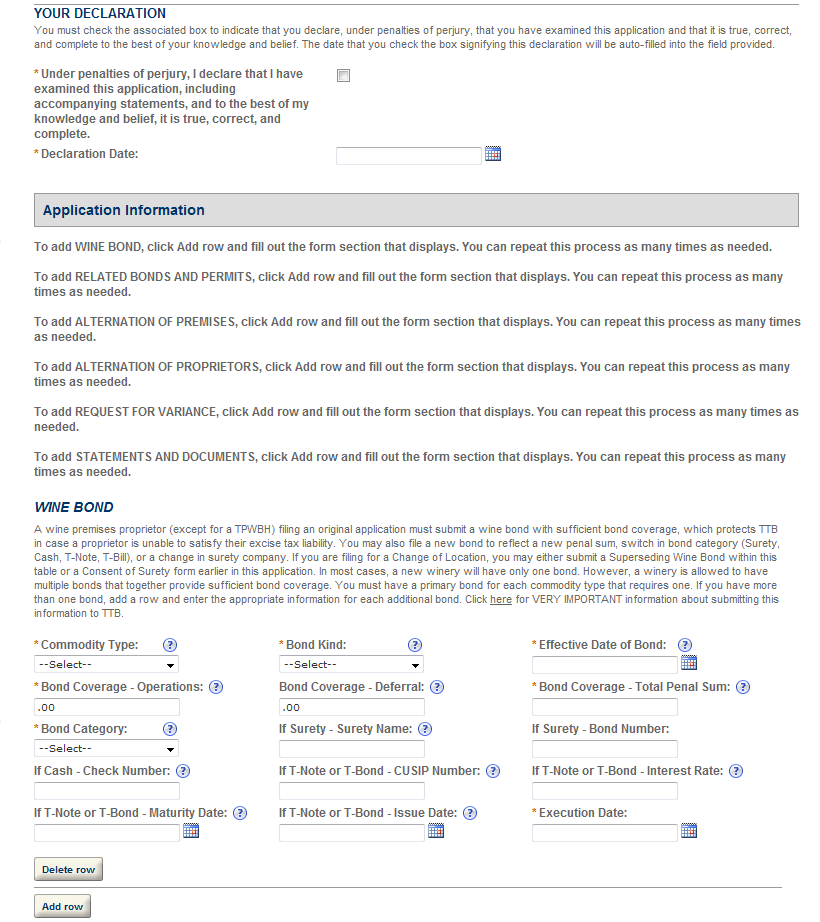 YOUR DECLARATION
You must check the associated box to indicate that you declare, under penalties of perjury, that you have examined this application and that it is true, correct,
and complete to the best of your knowledge and belief. The date that you check the box signifying this declaration will be auto-filled into the field provided.
* Under penalties of perjury, I declare that I have
examined this application, including
accompanying statements, and to the best of my
knowledge and belief, it is true, correct, and
complete.
* Declaration Date:
Application Information
To add WINE BOND, click Add row and fill out the form section that displays. You can repeat this process as many times as needed.
To add RELATED BONDS AND PERMITS, click Add row and fill out the form section that displays. You can repeat this process as many
times as needed.
To add ALTERNATION OF PREMISES, click Add row and fill out the form section that displays. You can repeat this process as many times
as needed.
To add ALTERNATION OF PROPRIETORS, click Add row and fill out the form section that displays. You can repeat this process as many
times as needed.
To add REQUEST FOR VARIANCE, click Add row and fill out the form section that displays. You can repeat this process as many times as
needed.
To add STATEMENTS AND DOCUMENTS, click Add row and fill out the form section that displays. You can repeat this process as many
times as needed.
WINE BOND
A wine premises proprietor (except for a TPWBH) filing an original application must submit a wine bond with sufficient bond coverage, which protects TTB
in case a proprietor is unable to satisfy their excise tax liability. You may also file a new bond to reflect a new penal sum, switch in bond category (Surety,
Cash, T-Note, T-Bill), or a change in surety company. If you are filing for a Change of Location, you may either submit a Superseding Wine Bond within this
table or a Consent of Surety form earlier in this application. In most cases, a new winery will have only one bond. However, a winery is allowed to have
multiple bonds that together provide sufficient bond coverage. You must have a primary bond for each commodity type that requires one. If you have more
than one bond, add a row and enter the appropriate information for each additional bond. Click here for VERY IMPORTANT information about submitting this
information to TTB.
* Commodity Type: ? * Bond Kind: ? * Effective Date of Bond: ?
--Select-- --Select--
* Bond Coverage - Operations: ? Bond Coverage - Deferral: ? * Bond Coverage - Total Penal Sum: ?
.00 .00
* Bond Category: ? If Surety - Surety Name: ? If Surety - Bond Number:
--Select--
If Cash - Check Number: ? If T-Note or T-Bond - CUSIP Number: ? If T-Note or T-Bond - Interest Rate: ?
If T-Note or T-Bond - Maturity Date: ? If T-Note or T-Bond - Issue Date: ? * Execution Date:
Delete row
Add row